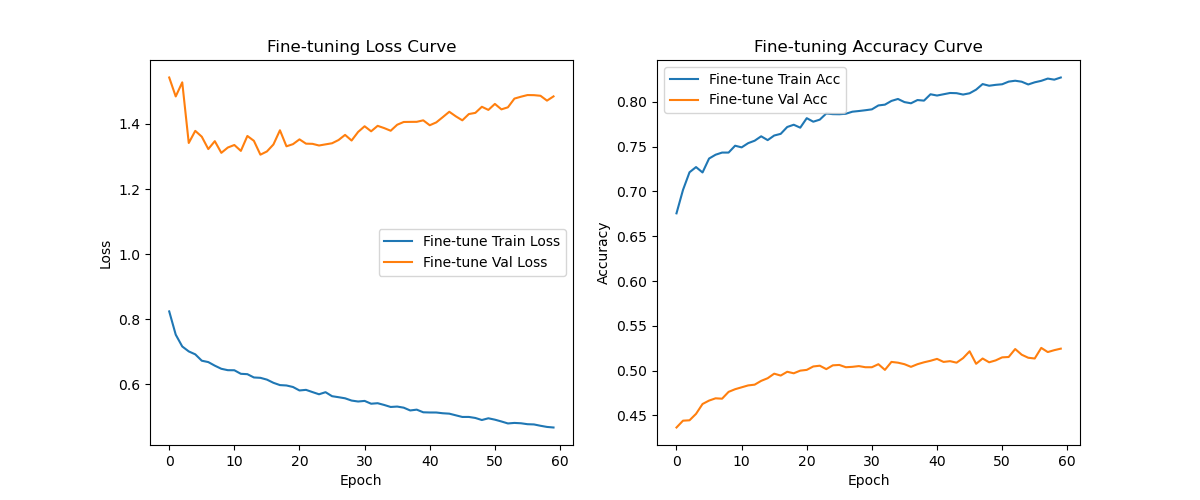 Fine-tuning Loss Curve
1.4
1.2
1.0
0.8
0.6
Loss
Fine-tune Train Loss
Fine-tune Val Loss
0 10 20 30 40 50 60
Epoch
Fine-tuning Accuracy Curve
Fine-tune Train Acc
Fine-tune Val Acc
0.80
0.75
0.70
0.65
0.60
0.55
0.50
0.45
Accuracy
0 10 20 30 40 50 60
Epoch